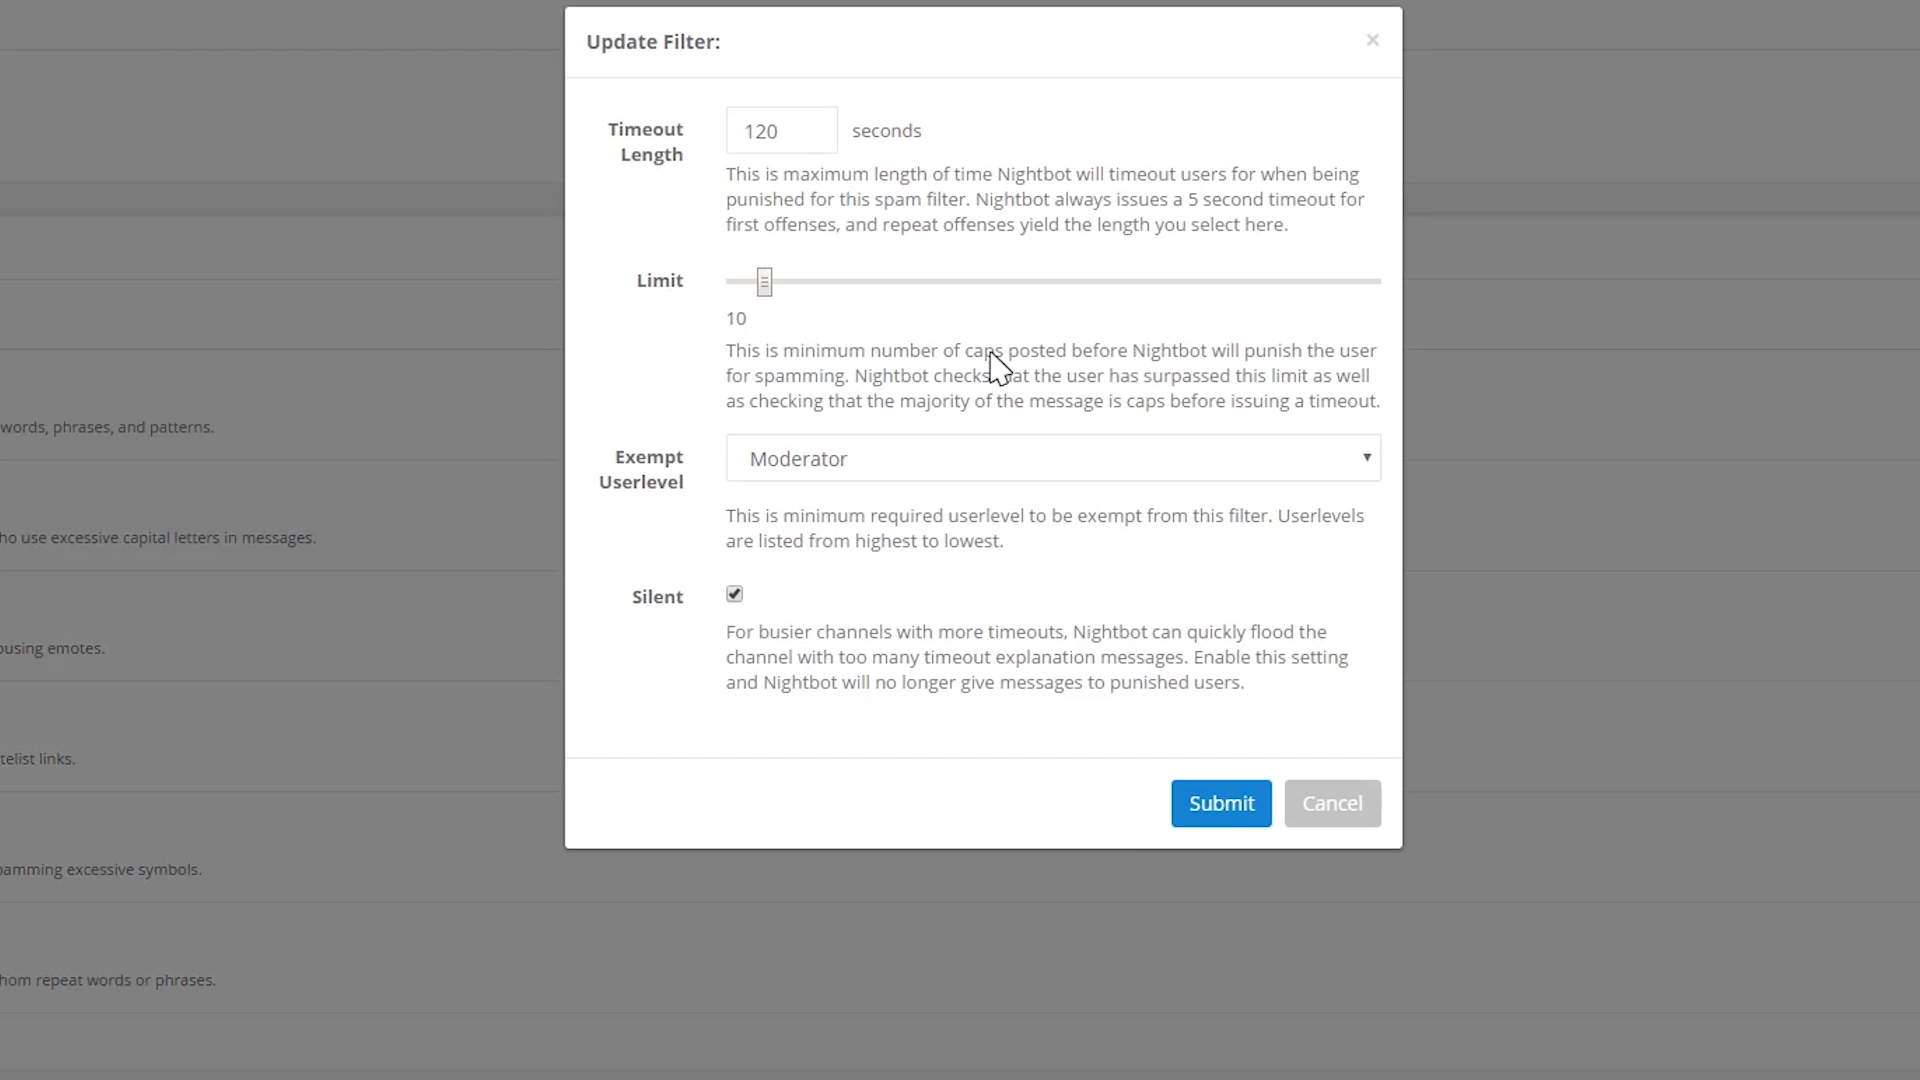 Update Filter:
×
Timeout
Length
120
seconds
This is maximum length of time Nightbot will timeout users for when being
punished for this spam filter. Nightbot always issues a 5 second timeout for
first offenses, and repeat offenses yield the length you select here.
Limit
10
This is minimum number of caps posted before Nightbot will punish the user
for spamming. Nightbot checks at the user has surpassed this limit as well
as checking that the majority of the message is caps before issuing a timeout.
Exempt
Userlevel
Moderator
This is minimum required userlevel to be exempt from this filter. Userlevels
are listed from highest to lowest.
Silent
For busier channels with more timeouts, Nightbot can quickly flood the
channel with too many timeout explanation messages. Enable this setting
and Nightbot will no longer give messages to punished users.
Submit
Cancel
words, phrases, and patterns.
ho use excessive capital letters in messages.
ousing emotes.
telist links.
pamming excessive symbols.
hom repeat words or phrases.